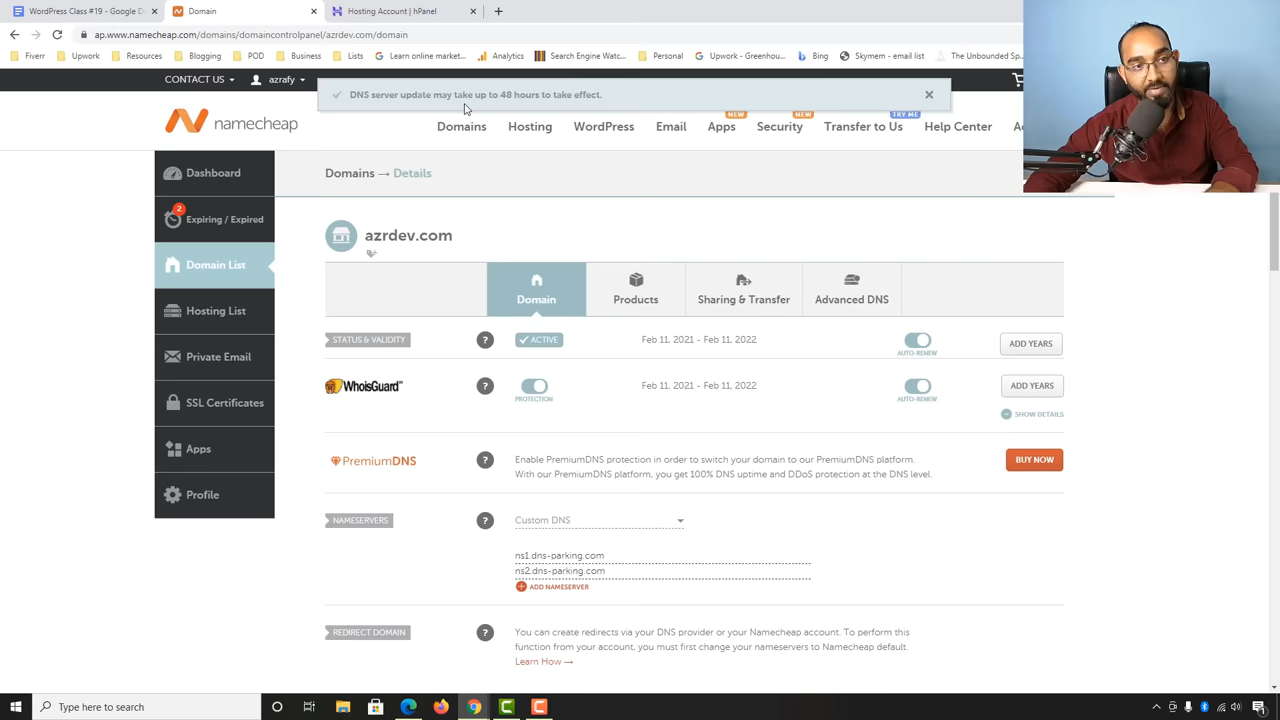 WordPress Class #19 - Google Do
Domain
Hosting Account | hPanel
ap.www.namecheap.com/domains/domaincontrolpanel/azrdev.com/domain
Fiverr
Upwork
Resources
Blogging
POD
Business
Lists
Learn online market...
Analytics
Search Engine Watc...
Personal
Upwork - Greenhou...
Bing
Skymem - email list
The Unbounded Sp...
CONTACT US
azrafy
DNS server update may take up to 48 hours to take effect.
namecheap
Domains
Hosting
WordPress
Email
Apps
NEW
Security
NEW
Transfer to Us
TRY ME
Help Center
Dashboard
2
Expiring / Expired
Domain List
Hosting List
Private Email
SSL Certificates
Apps
Profile
Domains → Details
azrdev.com
Domain
Products
Sharing & Transfer
Advanced DNS
STATUS & VALIDITY
?
ACTIVE
Feb 11, 2021 - Feb 11, 2022
AUTO-RENEW
ADD YEARS
WhoisGuard
?
PROTECTION
Feb 11, 2021 - Feb 11, 2022
AUTO-RENEW
ADD YEARS
SHOW DETAILS
PremiumDNS
?
Enable PremiumDNS protection in order to switch your domain to our PremiumDNS platform.
With our PremiumDNS platform, you get 100% DNS uptime and DDoS protection at the DNS level.
BUY NOW
NAMESERVERS
?
Custom DNS
ns1.dns-parking.com
ns2.dns-parking.com
ADD NAMESERVER
REDIRECT DOMAIN
?
You can create redirects via your DNS provider or your Namecheap account. To perform this
function from your account, you must first change your nameservers to Namecheap default.
Learn How →
Type here to search